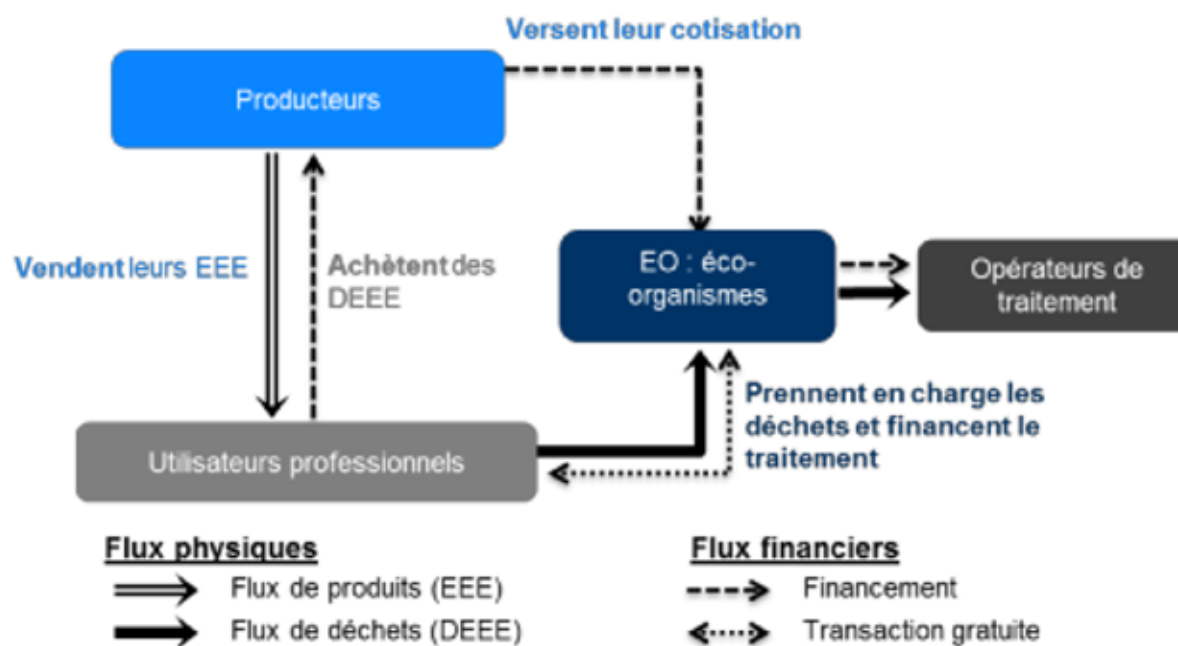 Versent leur cotisation
Producteurs
Vendent leurs EEE
Achètent des
DEEE
EO : éco-
organismes
Opérateurs de
traitement
Prennent en charge les
déchets et financent le
traitement
Utilisateurs professionnels
Flux physiques
Flux de produits (EEE)
Flux de déchets (DEEE)
Flux financiers
Financement
Transaction gratuite